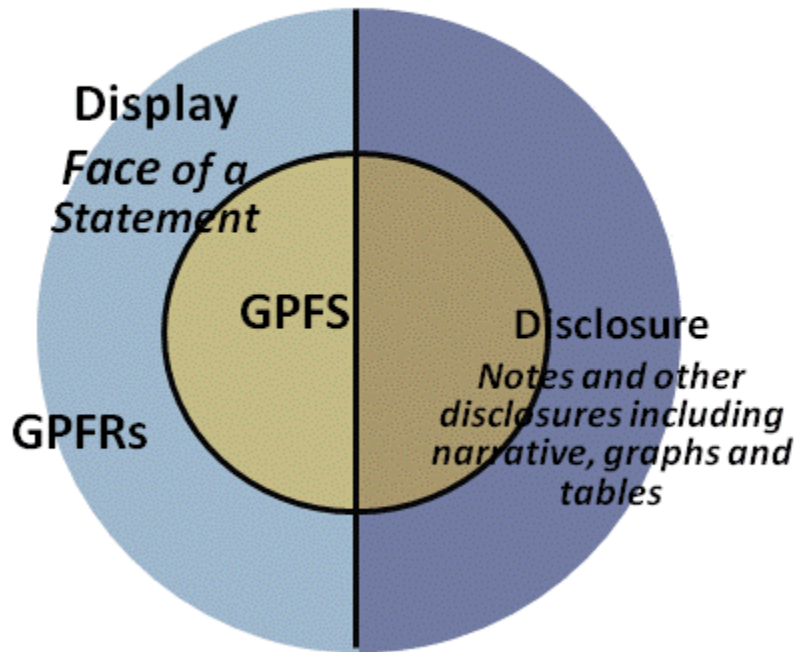 Display
Face of a
Statement
GPFS
GPFRs
Disclosure
Notes and other
disclosures including
narrative, graphs and
tables